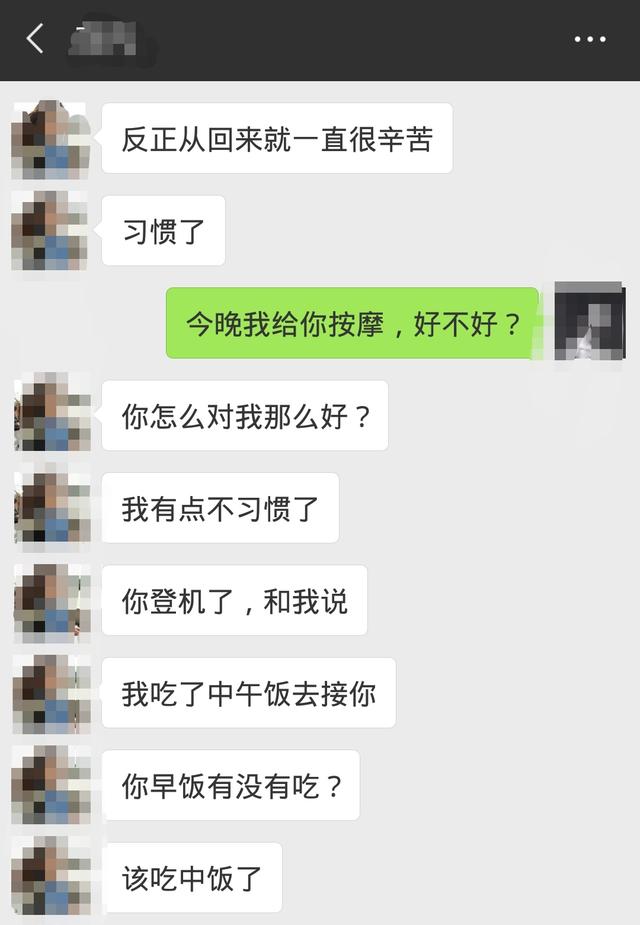 反正从回来就一直很辛苦
习惯了
今晚我给你按摩，好不好？
你怎么对我那么好？
我有点不习惯了
你登机了，和我说
我吃了中午饭去接你
你早饭有没有吃？
该吃中饭了